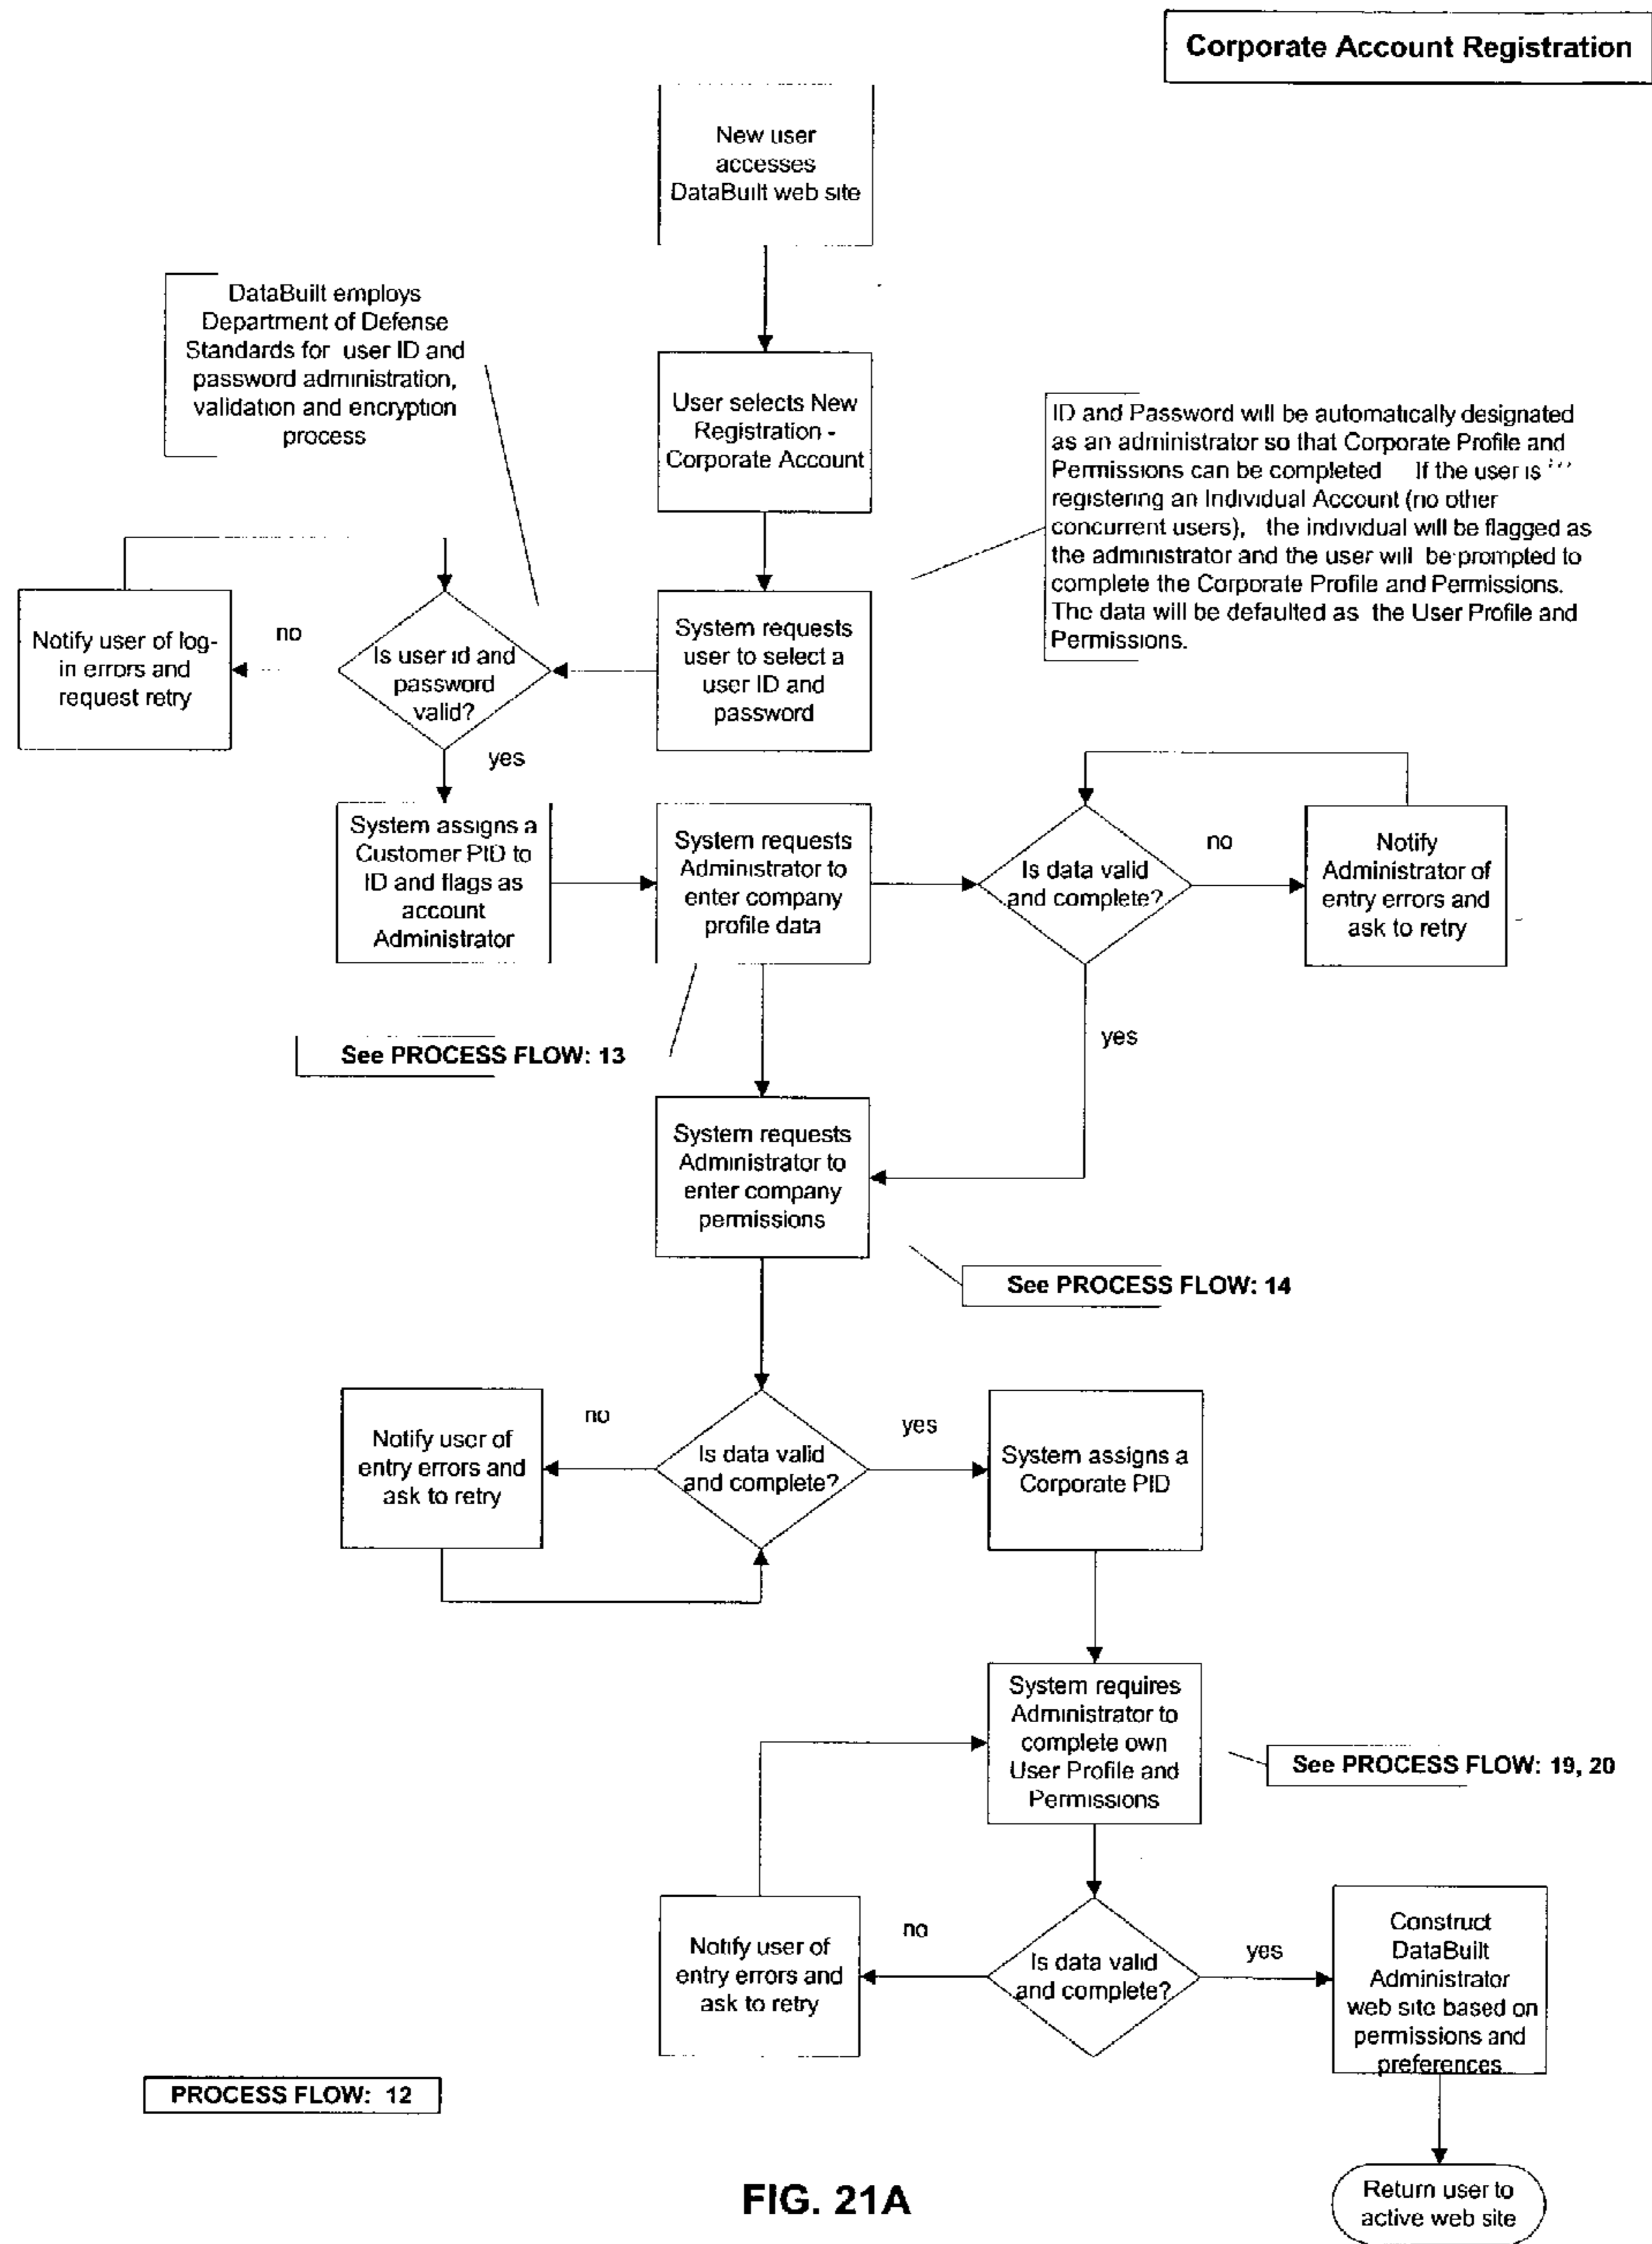 Corporate Account Registration
New user
accesses
DataBuilt web site
DataBuilt employs
Department of Defense
Standards for user ID and
password administration,
validation and encryption
process
User selects New
Registration -
Corporate Account
ID and Password will be automatically designated
as an administrator so that Corporate Profile and
Permissions can be completed If the user is
registering an Individual Account (no other
concurrent users), the individual will be flagged as
the administrator and the user will be prompted to
complete the Corporate Profile and Permissions.
The data will be defaulted as the User Profile and
Permissions.
Notify user of log-
in errors and
request retry
no
Is user id and
password
valid?
System requests
user to select a
user ID and
password
yes
System assigns a
Customer PID to
ID and flags as
account
Administrator
System requests
Administrator to
enter company
profile data
Is data valid
and complete?
no
Notify
Administrator of
entry errors and
ask to retry
yes
See PROCESS FLOW: 13
System requests
Administrator to
enter company
permissions
See PROCESS FLOW: 14
Notify user of
entry errors and
ask to retry
no
Is data valid
and complete?
yes
System assigns a
Corporate PID
System requires
Administrator to
complete own
User Profile and
Permissions
See PROCESS FLOW: 19, 20
Notify user of
entry errors and
ask to retry
no
Is data valid
and complete?
yes
Construct
DataBuilt
Administrator
web site based on
permissions and
preferences
PROCESS FLOW: 12
Return user to
active web site
FIG. 21A